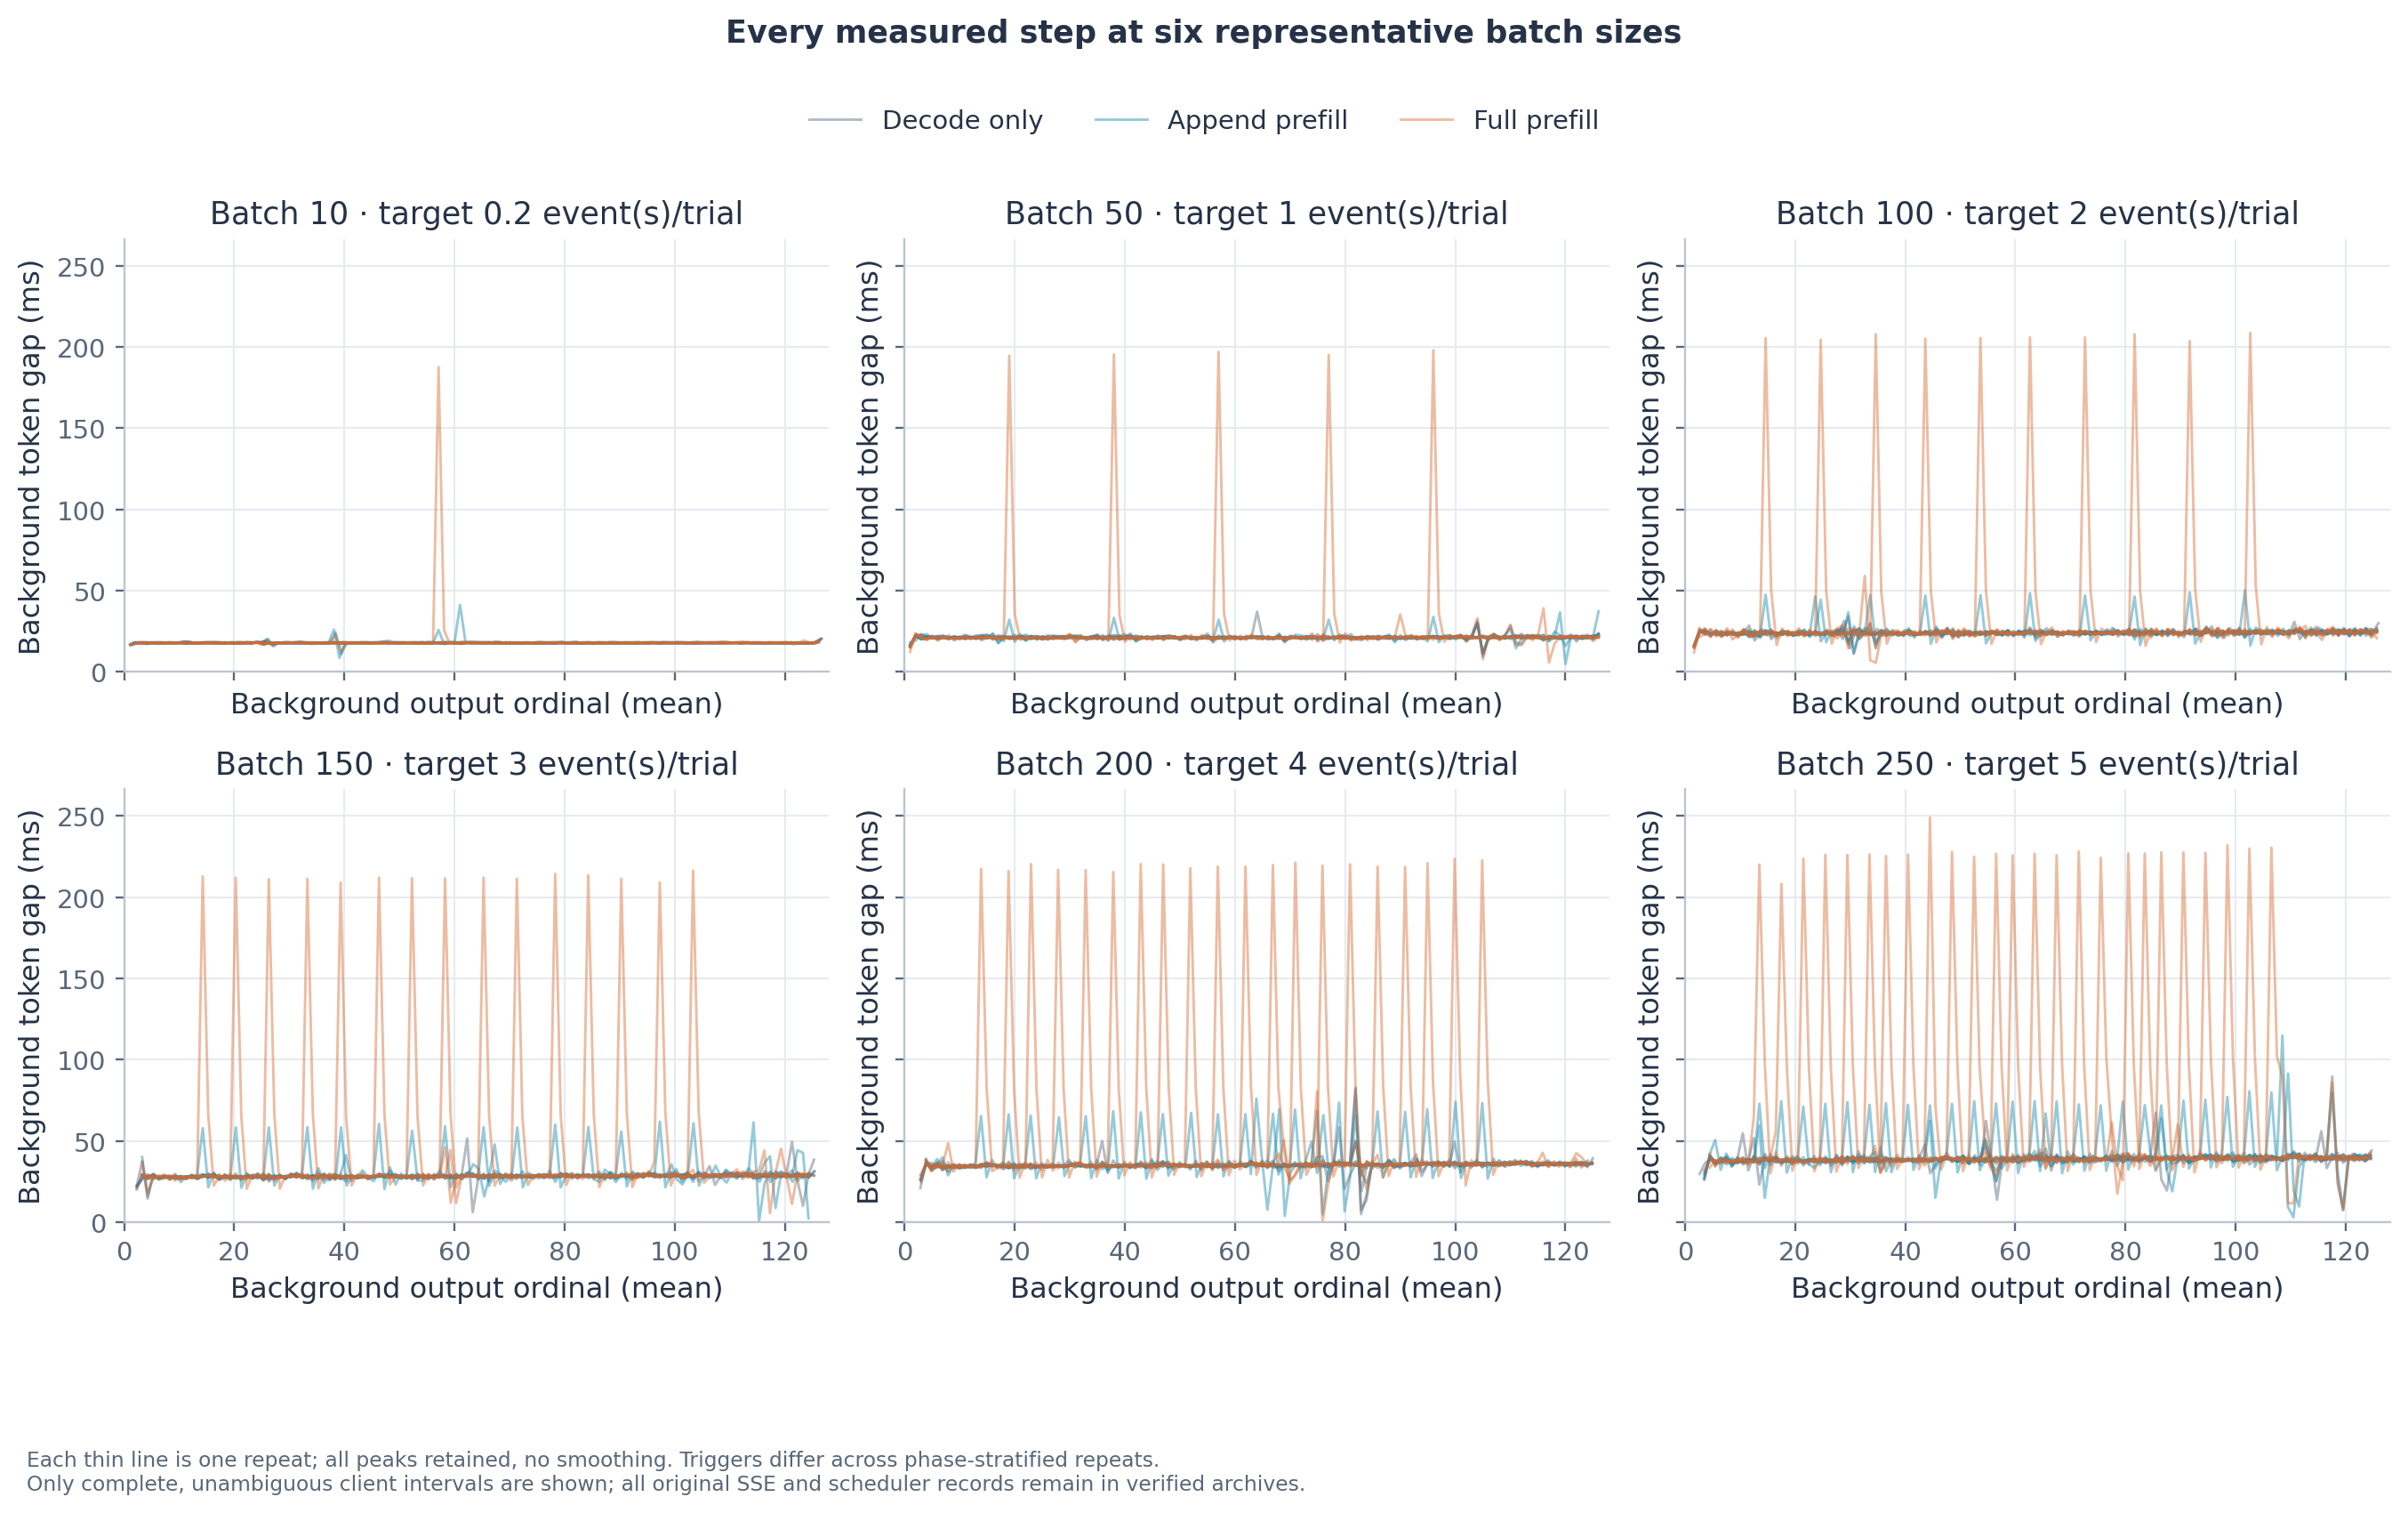 Every measured step at six representative batch sizes
Decode only
Append prefill
Full prefill
Batch 10 · target 0.2 event(s)/trial
Batch 50 · target 1 event(s)/trial
Batch 100 · target 2 event(s)/trial
Background token gap (ms)
250
200
150
100
50
0
Background token gap (ms)
Background token gap (ms)
Background output ordinal (mean)
Background output ordinal (mean)
Background output ordinal (mean)
Batch 150 · target 3 event(s)/trial
Batch 200 · target 4 event(s)/trial
Batch 250 · target 5 event(s)/trial
Background token gap (ms)
250
200
150
100
50
0
Background token gap (ms)
Background token gap (ms)
0 20 40 60 80 100 120
0 20 40 60 80 100 120
0 20 40 60 80 100 120
Background output ordinal (mean)
Background output ordinal (mean)
Background output ordinal (mean)
Each thin line is one repeat; all peaks retained, no smoothing. Triggers differ across phase-stratified repeats.
Only complete, unambiguous client intervals are shown; all original SSE and scheduler records remain in verified archives.